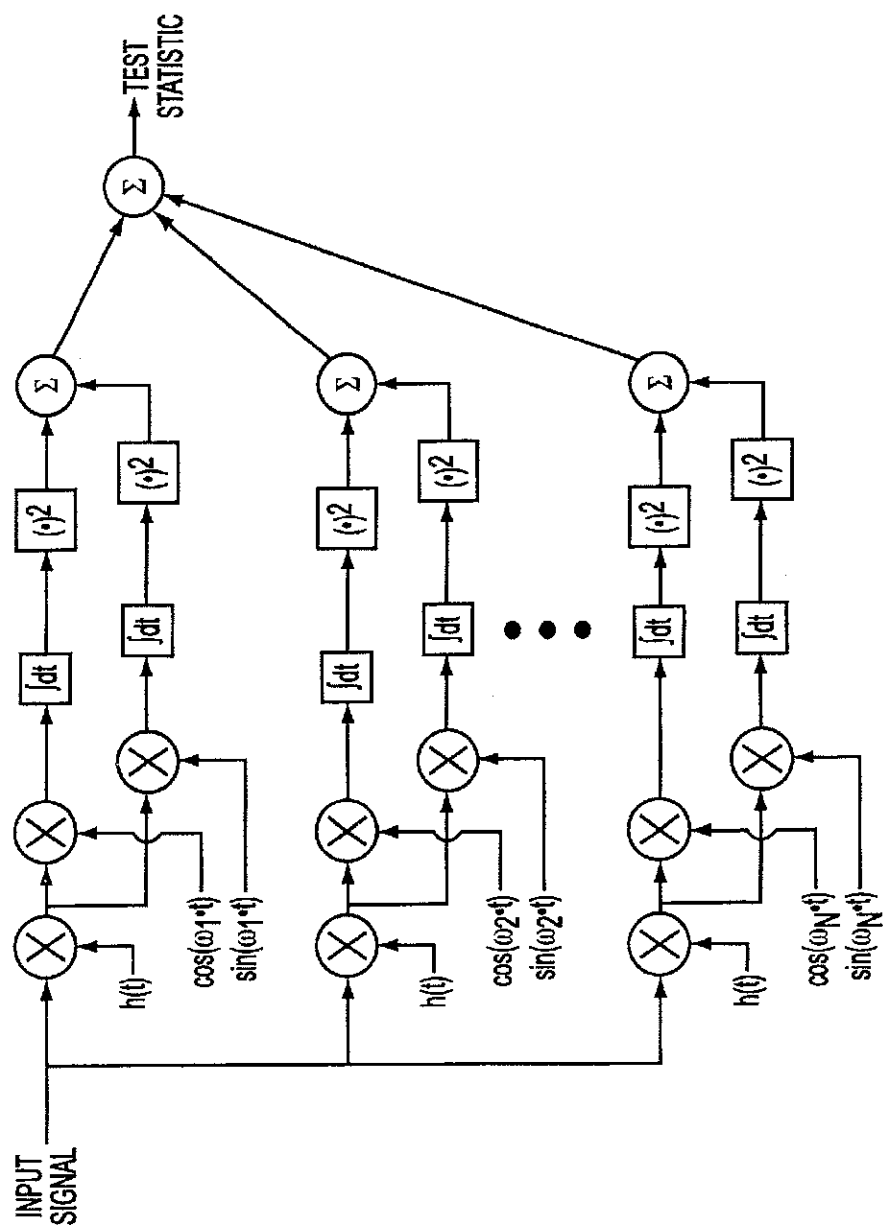 INPUT
SIGNAL
h(t)
cos(ω1•t)
sin(ω1•t)
∫dt
∫dt
(•)2
(•)2
Σ
h(t)
cos(ω2•t)
sin(ω2•t)
∫dt
∫dt
(•)2
(•)2
Σ
h(t)
cos(ωN•t)
sin(ωN•t)
∫dt
∫dt
(•)2
(•)2
Σ
Σ
TEST
STATISTIC